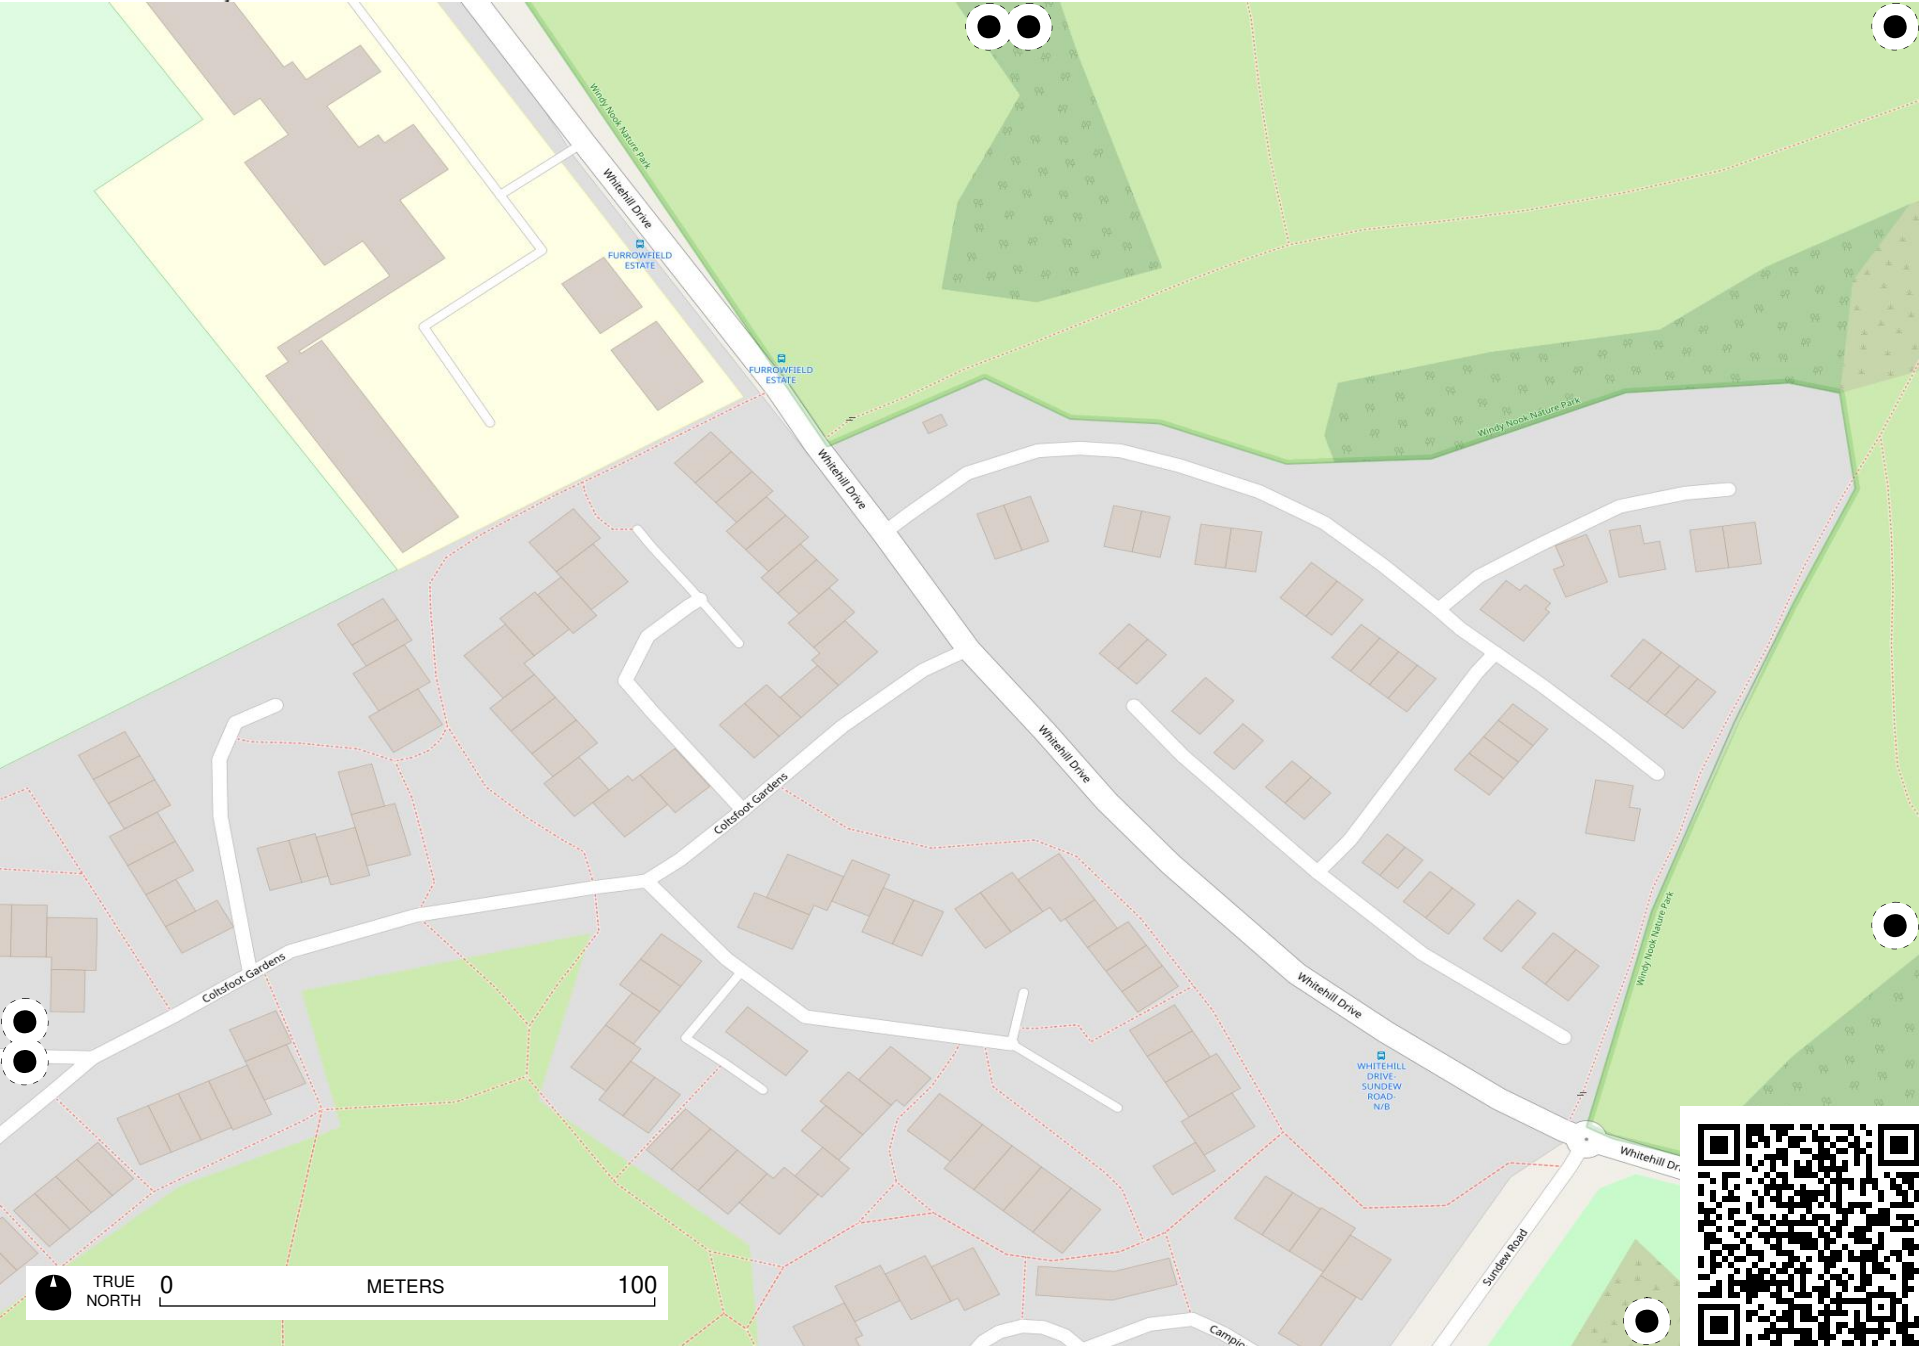 Windy Nook Nature Park
Whitehill Drive
FURROWFIELD
ESTATE
FURROWFIELD
ESTATE
Windy Nook Nature Park
Whitehill Drive
Whitehill Drive
Coltsfoot Gardens
Windy Nook Nature Park
Coltsfoot Gardens
Whitehill Drive
WHITEHILL
DRIVE-
SUNDEW
ROAD-
N/B
Whitehill Dr
Sundew Road
TRUE
NORTH
0 METERS 100
Campio